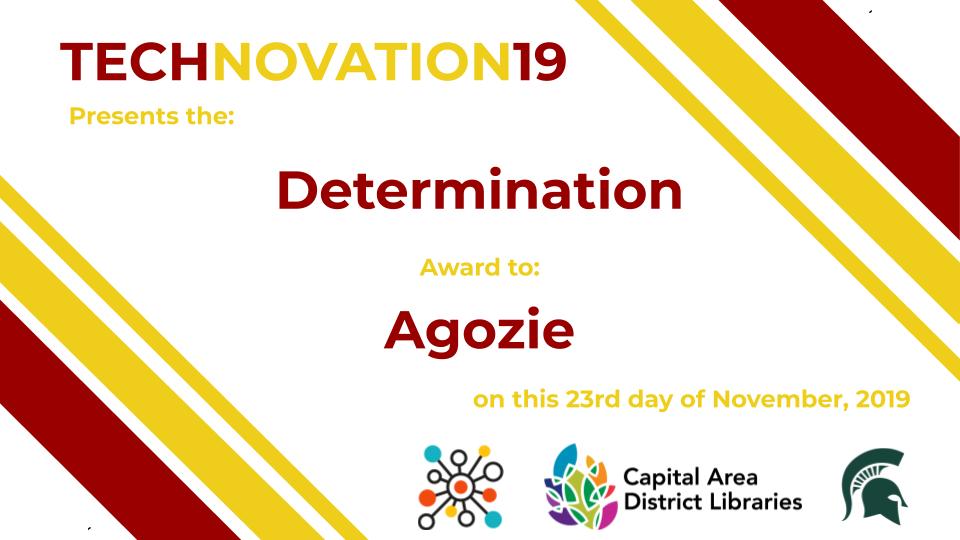 TECHNOVATION19
Presents the:
Determination
Award to:
Agozie
on this 23rd day of November, 2019
Capital Area
District Libraries